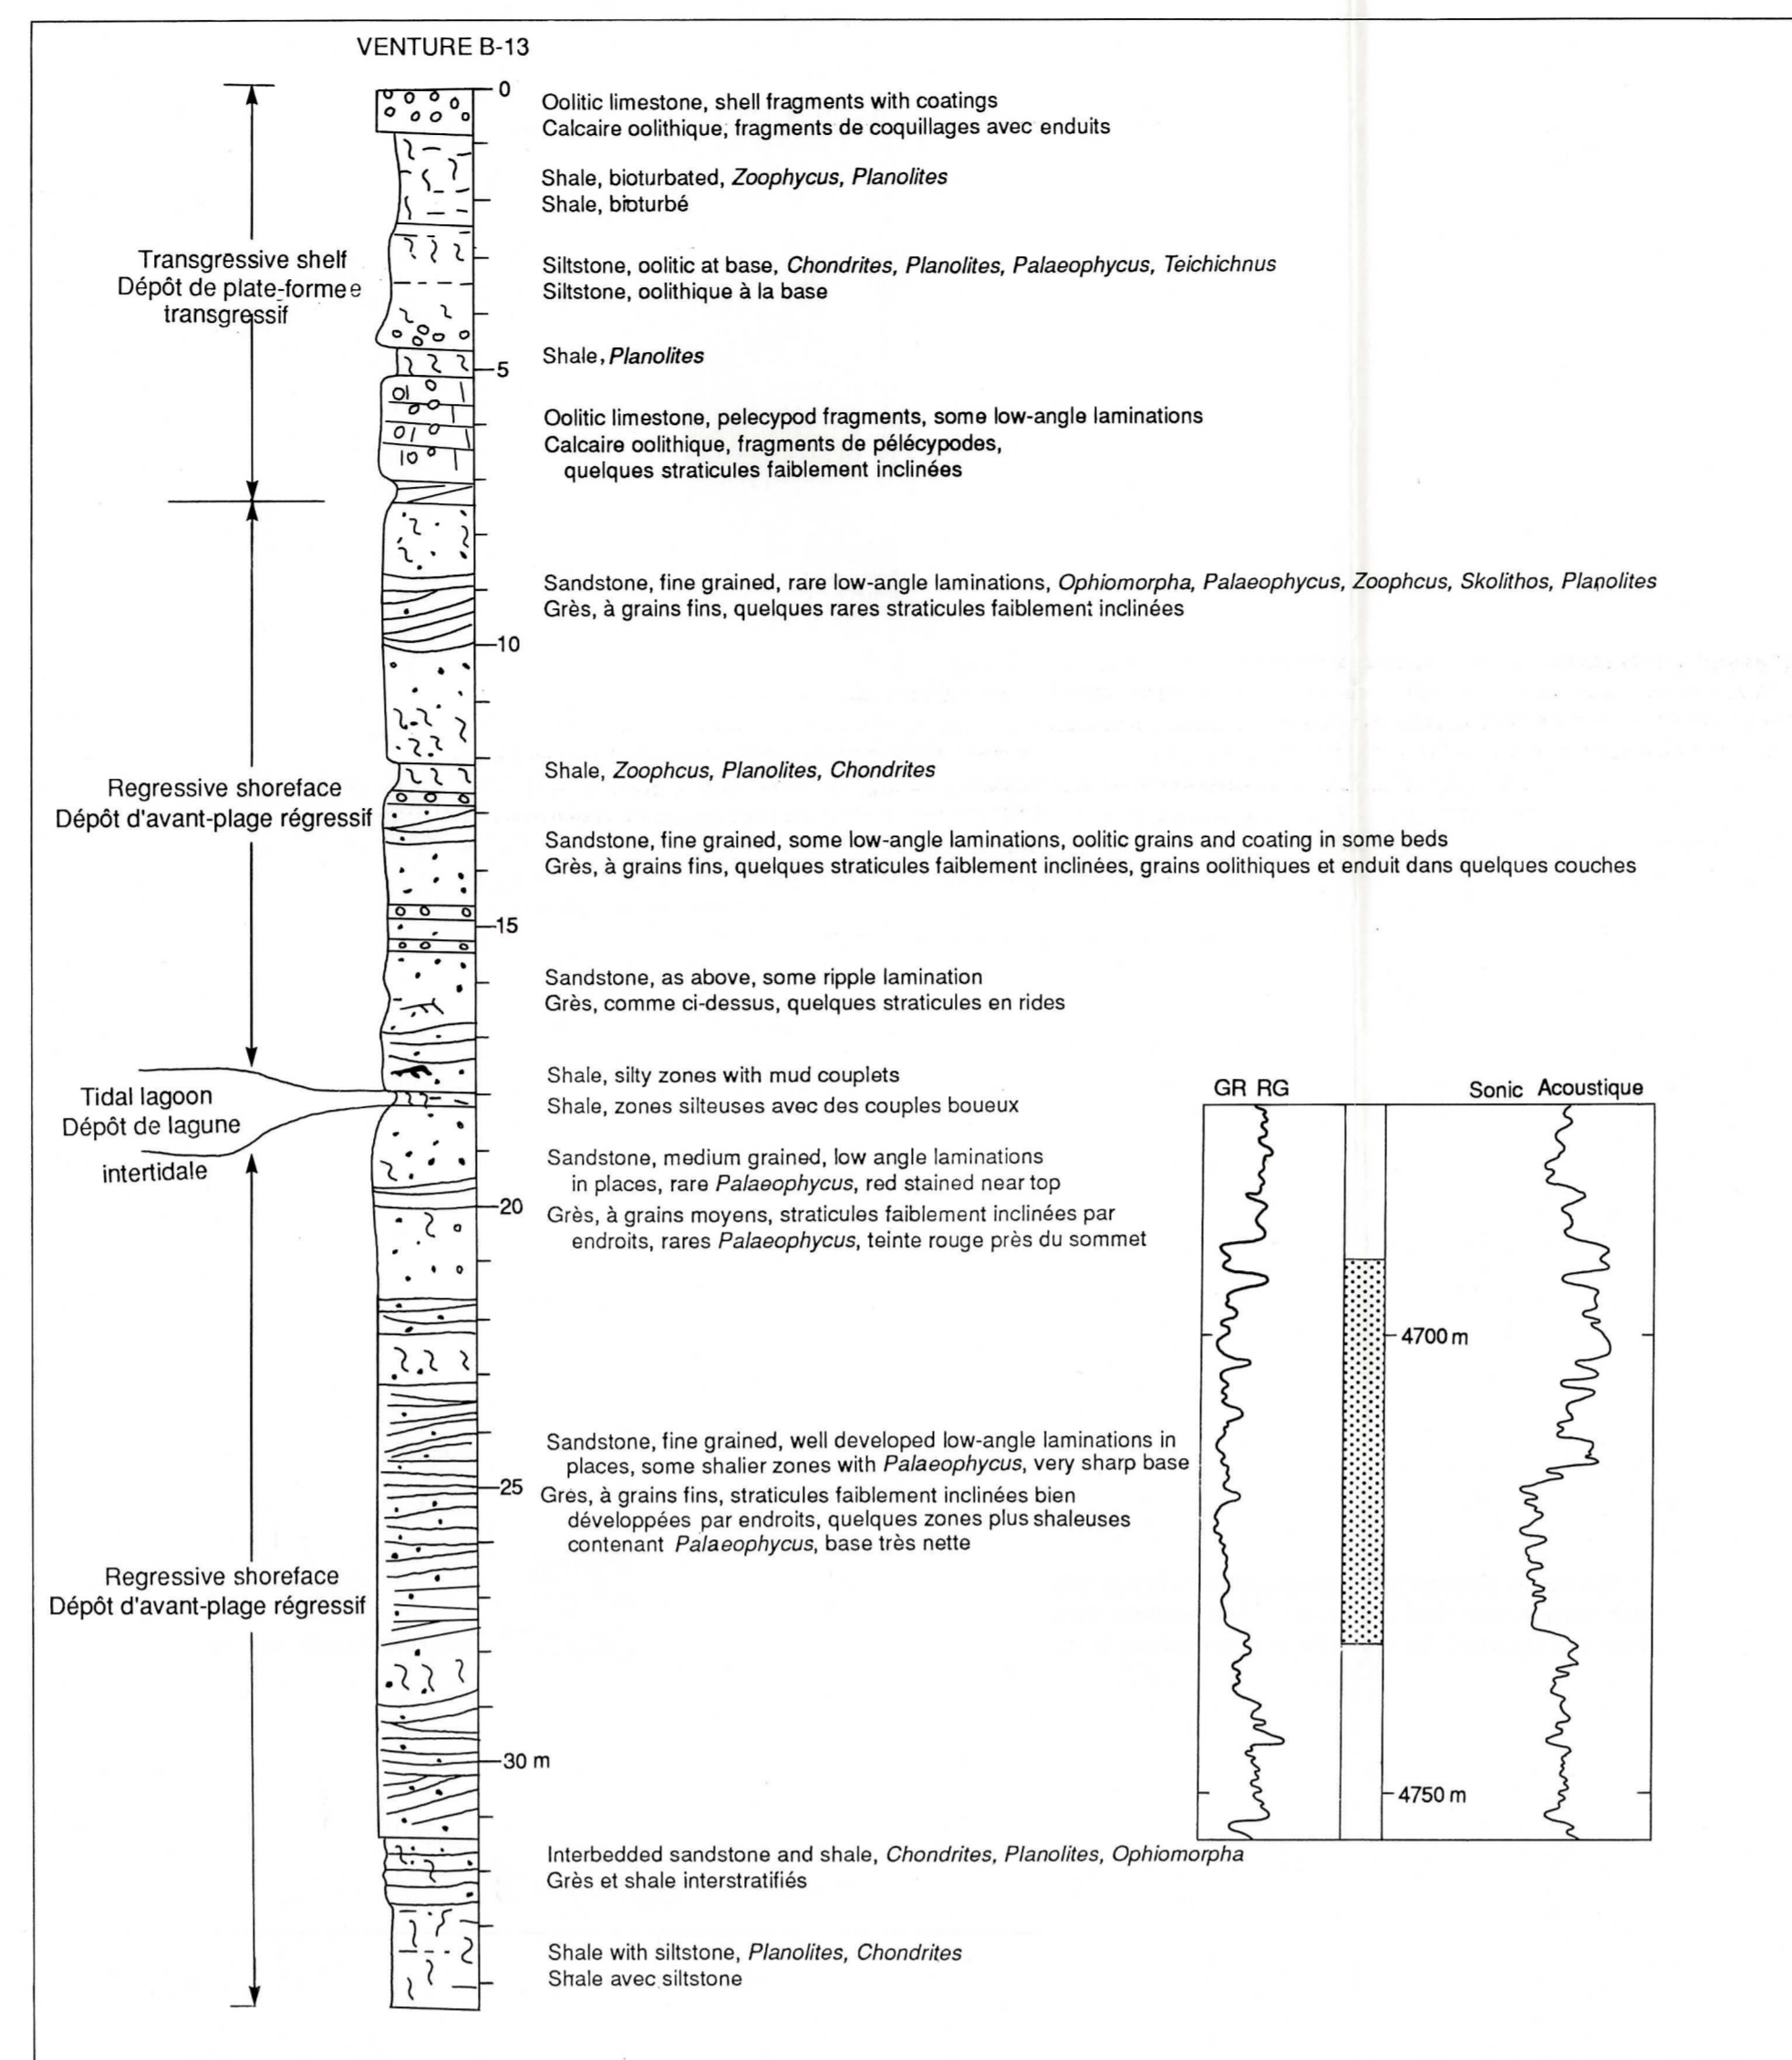 VENTURE B-13
0
Oolitic limestone, shell fragments with coatings
Calcaire oolithique, fragments de coquillages avec enduits
Shale, bioturbated, Zoophycus, Planolites
Shale, bioturbé
Transgressive shelf
Dépôt de plate-formee
transgressif
Siltstone, oolitic at base, Chondrites, Planolites, Palaeophycus, Teichichnus
Siltstone, oolithique à la base
Shale, Planolites
5
Oolitic limestone, pelecypod fragments, some low-angle laminations
Calcaire oolithique, fragments de pélécypodes,
quelques straticules faiblement inclinées
Sandstone, fine grained, rare low-angle laminations, Ophiomorpha, Palaeophycus, Zoophcus, Skolithos, Planolites
Grès, à grains fins, quelques rares straticules faiblement inclinées
10
Shale, Zoophcus, Planolites, Chondrites
Regressive shoreface
Dépôt d'avant-plage régressif
Sandstone, fine grained, some low-angle laminations, oolitic grains and coating in some beds
Grès, à grains fins, quelques straticules faiblement inclinées, grains oolithiques et enduit dans quelques couches
15
Sandstone, as above, some ripple lamination
Grès, comme ci-dessus, quelques straticules en rides
Shale, silty zones with mud couplets
Shale, zones silteuses avec des couples boueux
Tidal lagoon
Dépôt de lagune
intertidale
Sandstone, medium grained, low angle laminations
in places, rare Palaeophycus, red stained near top
20
Grès, à grains moyens, straticules faiblement inclinées par
endroits, rares Palaeophycus, teinte rouge près du sommet
GR RG
Sonic Acoustique
4700 m
4750 m
Sandstone, fine grained, well developed low-angle laminations in
places, some shalier zones with Palaeophycus, very sharp base
25
Gres, à grains fins, straticules faiblement inclinées bien
développées par endroits, quelques zones plus shaleuses
contenant Palaeophycus, base très nette
Regressive shoreface
Dépôt d'avant-plage régressif
30 m
Interbedded sandstone and shale, Chondrites, Planolites, Ophiomorpha
Grès et shale interstratifiés
Shale with siltstone, Planolites, Chondrites
Shale avec siltstone